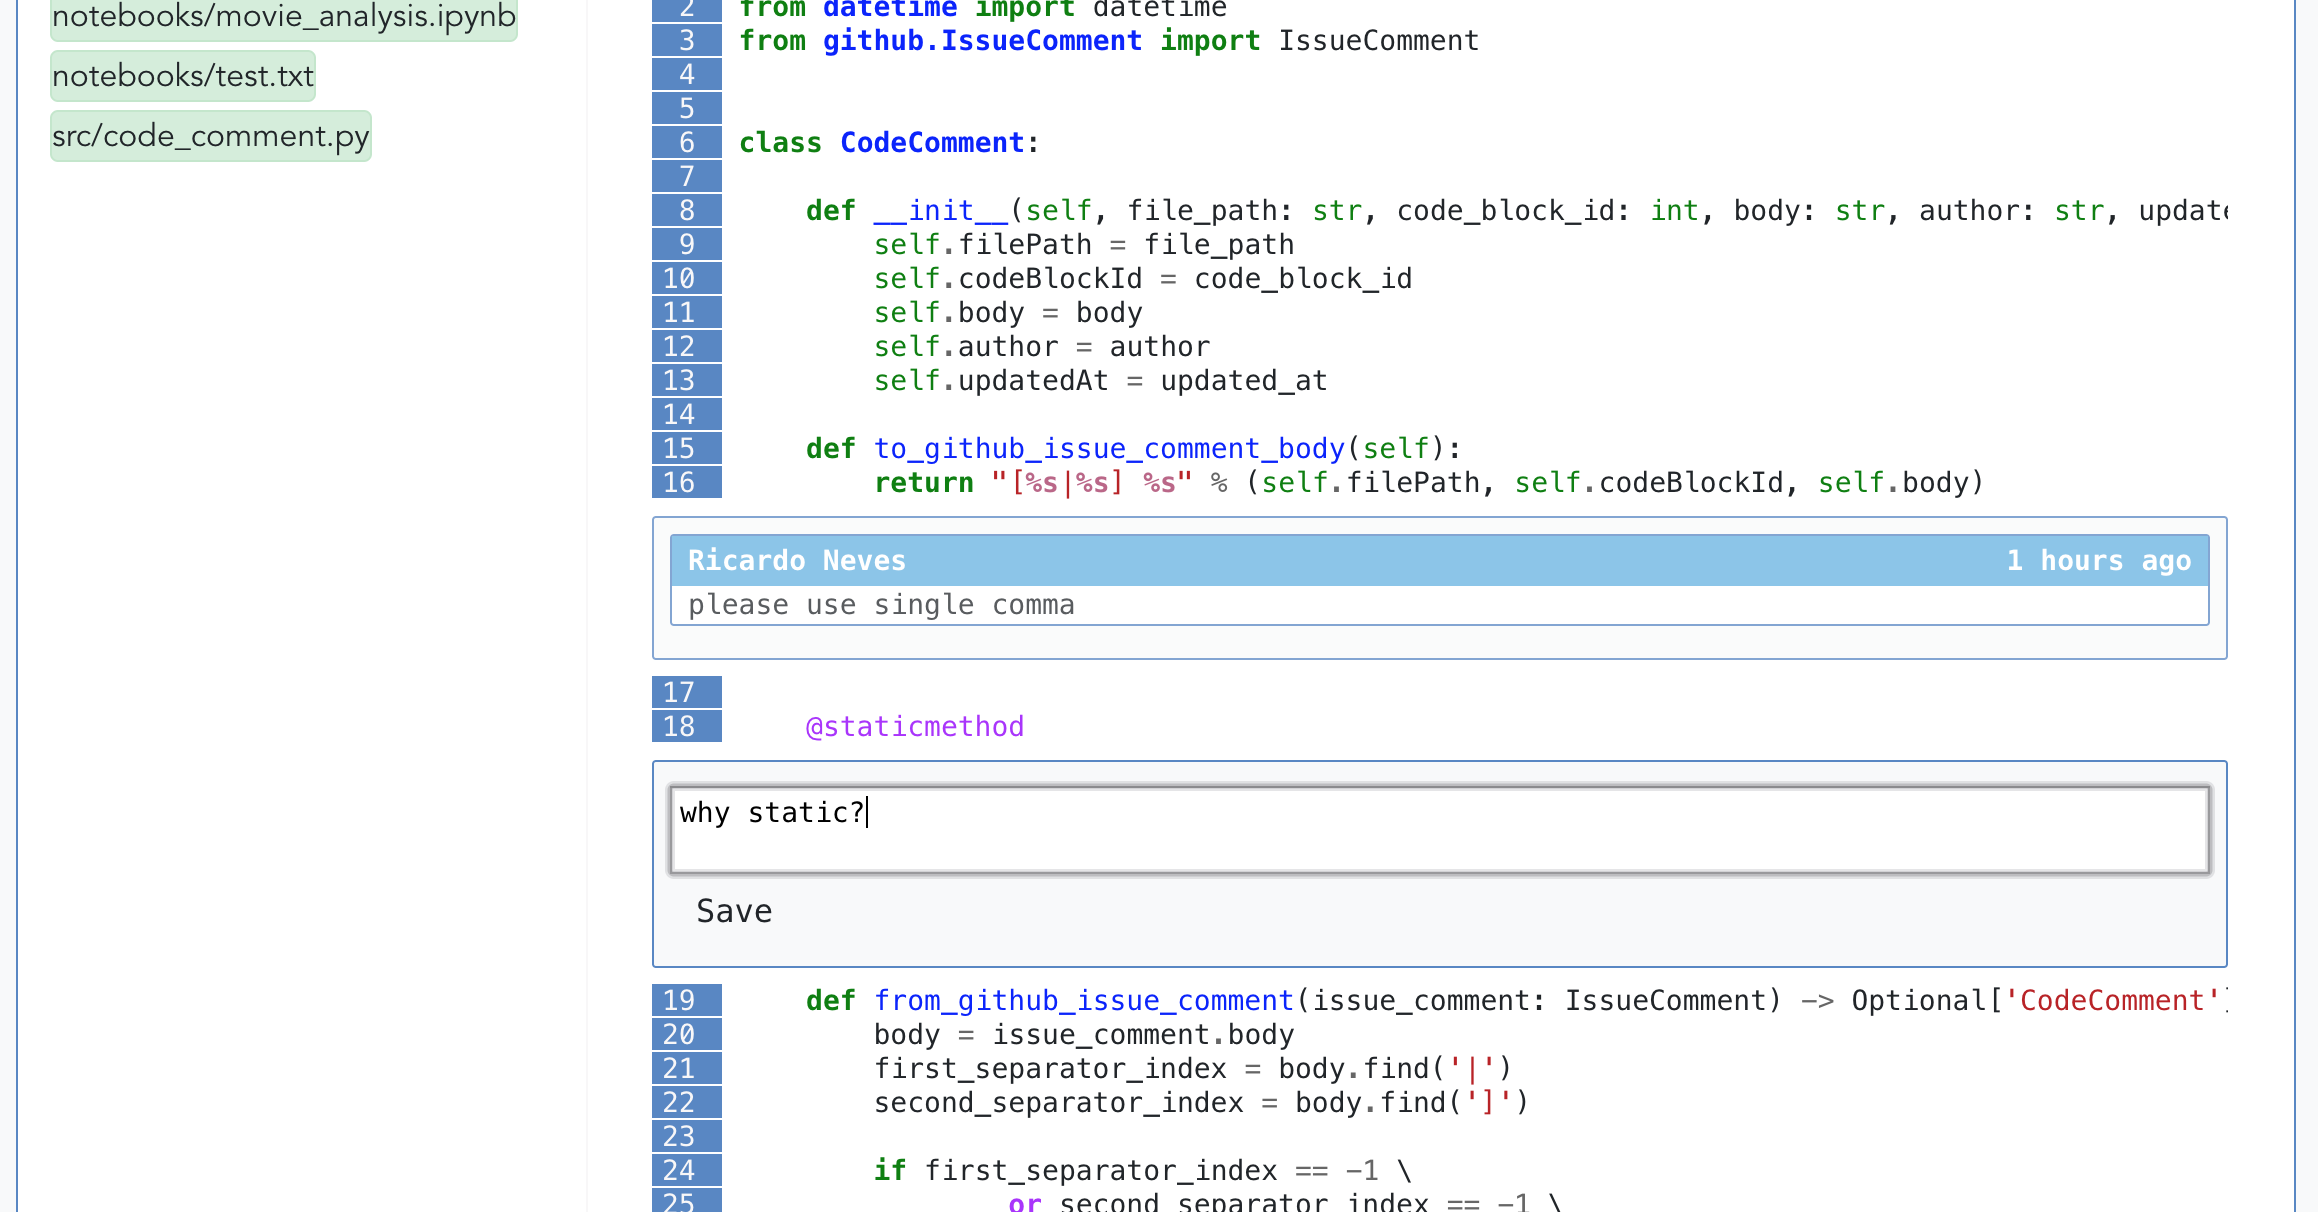 notebooks/movie_analysis.ipynb
notebooks/test.txt
src/code_comment.py
2 from datetime import datetime
3 from github.IssueComment import IssueComment
4
5
6 class CodeComment:
7
8     def __init__(self, file_path: str, code_block_id: int, body: str, author: str, update
9         self.filePath = file_path
10         self.codeBlockId = code_block_id
11         self.body = body
12         self.author = author
13         self.updatedAt = updated_at
14
15     def to_github_issue_comment_body(self):
16         return "[%s|%s] %s" % (self.filePath, self.codeBlockId, self.body)
Ricardo Neves 1 hours ago
please use single comma
17
18     @staticmethod
why static?
Save
19     def from_github_issue_comment(issue_comment: IssueComment) -> Optional['CodeComment']
20         body = issue_comment.body
21         first_separator_index = body.find('|')
22         second_separator_index = body.find(']')
23
24         if first_separator_index == -1 \
25                 or second_separator_index == -1 \